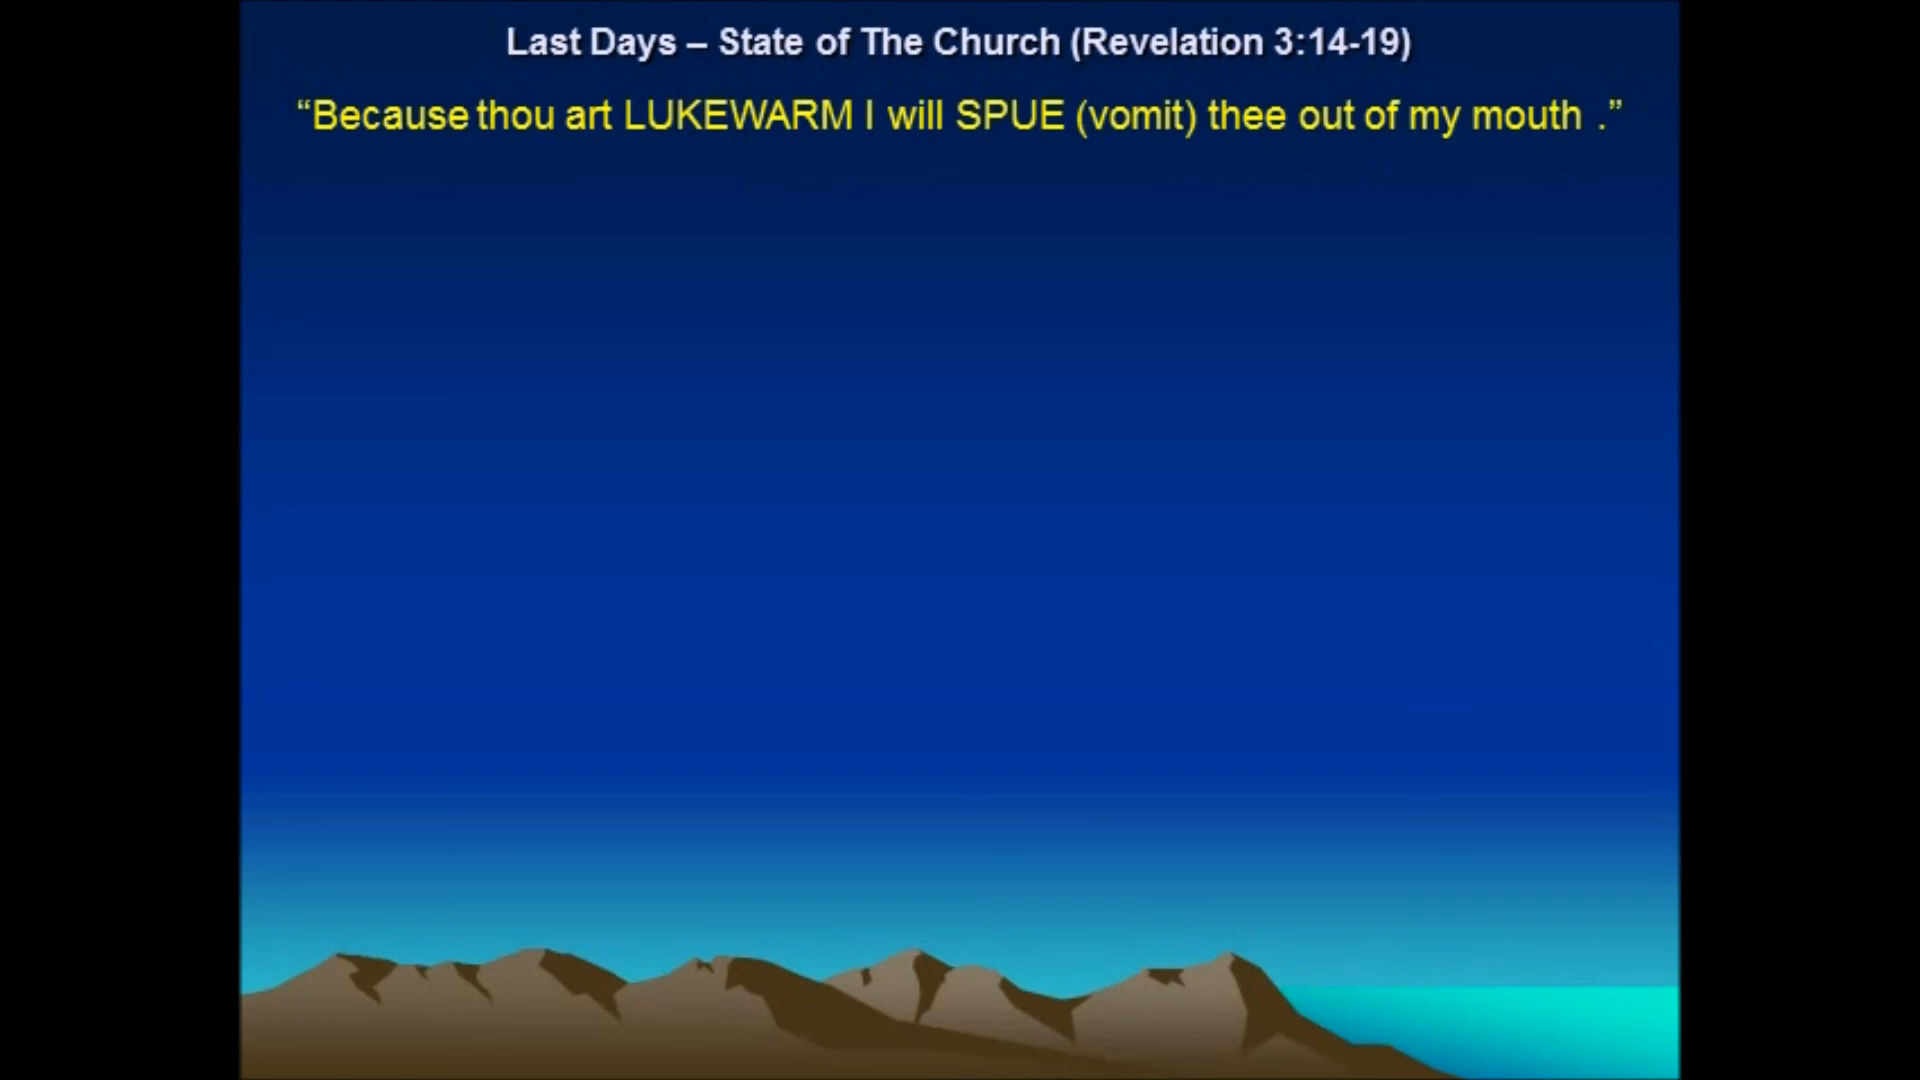 Last Days – State of The Church (Revelation 3:14-19)
“Because thou art LUKEWARM I will SPUE (vomit) thee out of my mouth .”